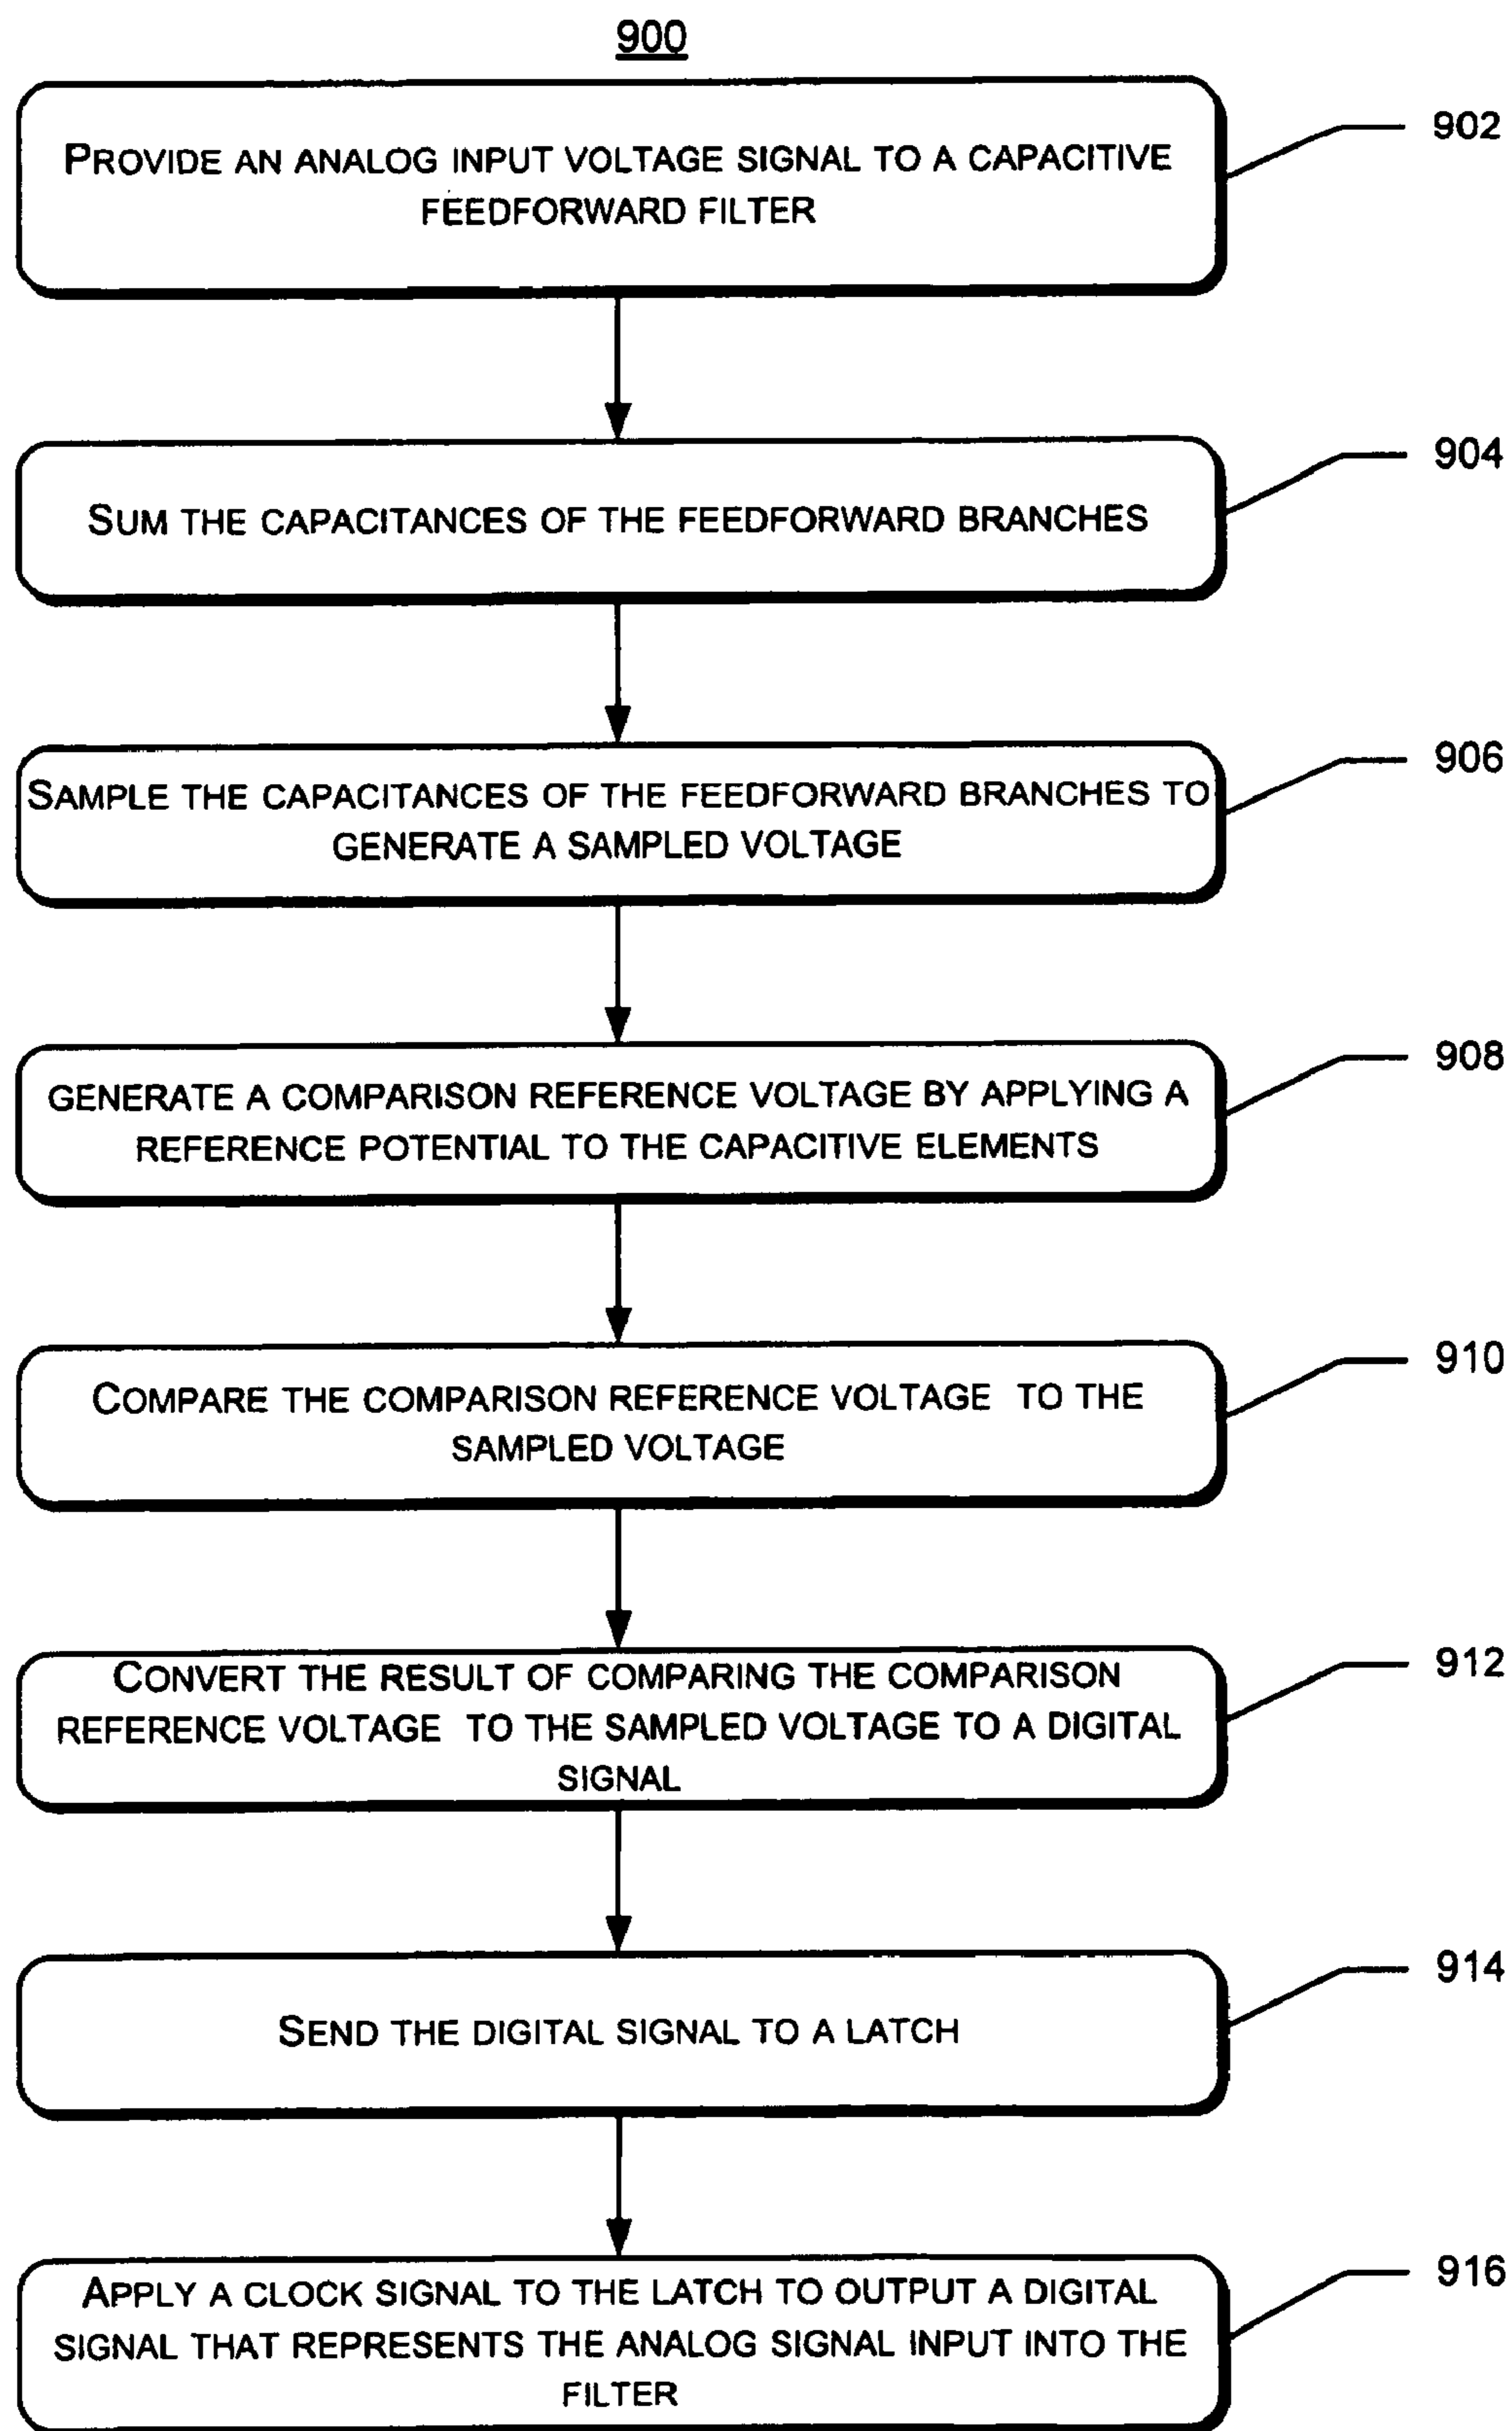 900
PROVIDE AN ANALOG INPUT VOLTAGE SIGNAL TO A CAPACITIVE
FEEDFORWARD FILTER
902
SUM THE CAPACITANCES OF THE FEEDFORWARD BRANCHES
904
SAMPLE THE CAPACITANCES OF THE FEEDFORWARD BRANCHES TO
GENERATE A SAMPLED VOLTAGE
906
GENERATE A COMPARISON REFERENCE VOLTAGE BY APPLYING A
REFERENCE POTENTIAL TO THE CAPACITIVE ELEMENTS
908
COMPARE THE COMPARISON REFERENCE VOLTAGE TO THE
SAMPLED VOLTAGE
910
CONVERT THE RESULT OF COMPARING THE COMPARISON
REFERENCE VOLTAGE TO THE SAMPLED VOLTAGE TO A DIGITAL
SIGNAL
912
SEND THE DIGITAL SIGNAL TO A LATCH
914
APPLY A CLOCK SIGNAL TO THE LATCH TO OUTPUT A DIGITAL
SIGNAL THAT REPRESENTS THE ANALOG SIGNAL INPUT INTO THE
FILTER
916